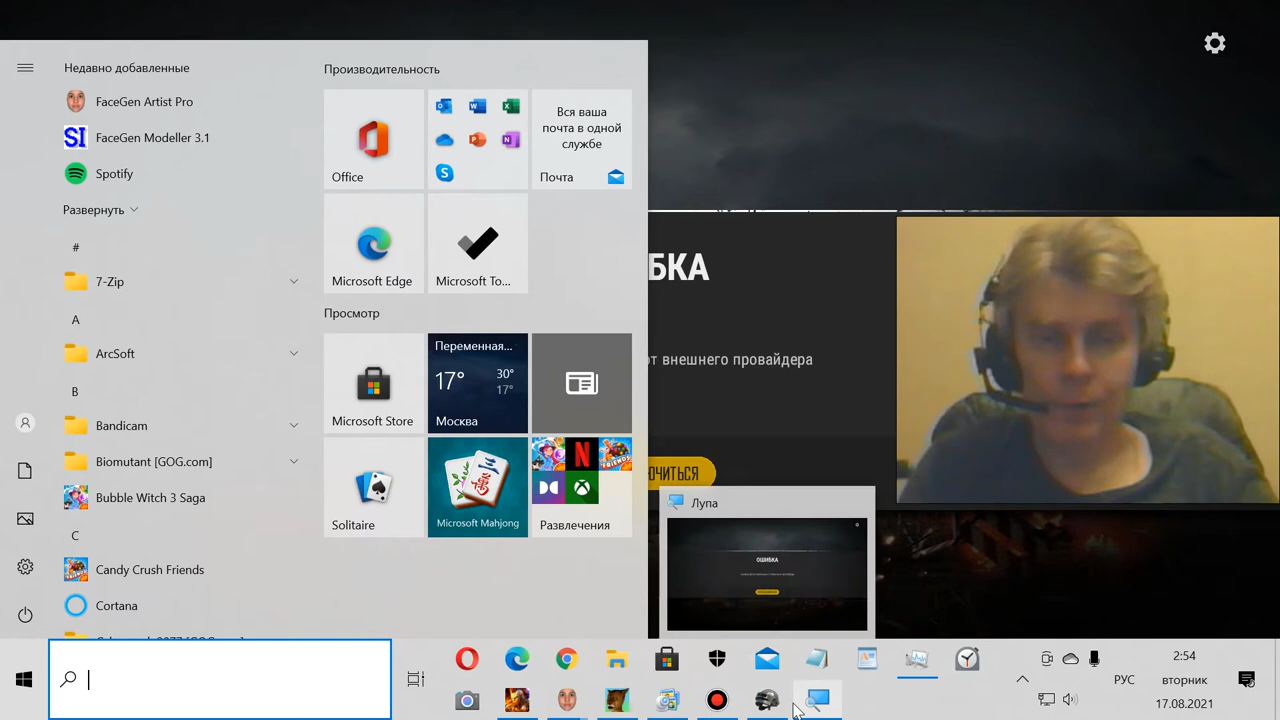 Недавно добавленные
FaceGen Artist Pro
FaceGen Modeller 3.1
Spotify
Развернуть
#
7-Zip
A
ArcSoft
B
Bandicam
Biomutant [GOG.com]
Bubble Witch 3 Saga
C
Candy Crush Friends
Cortana
Производительность
Office
Вся ваша
почта в одной
службе
Почта
Microsoft Edge
Microsoft To...
Просмотр
Microsoft Store
Переменная...
17°
30°
17°
Москва
Solitaire
Microsoft Mahjong
Развлечения
БКА
от внешнего провайдера
ЮЧИТЬСЯ
Лупа
ОШИБКА
РУС
2:54
вторник
17.08.2021